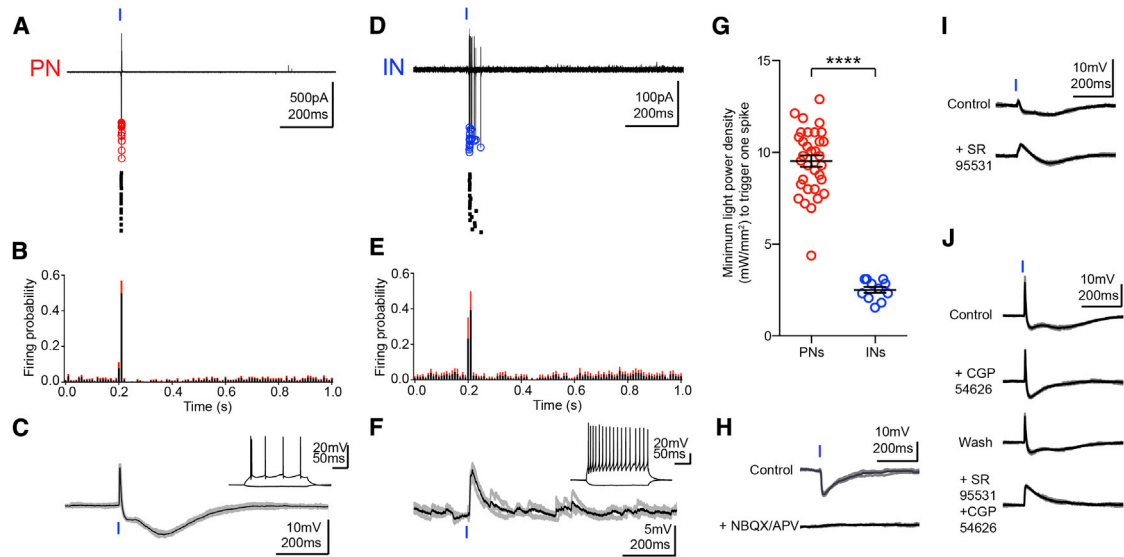 A
PN
500pA
200ms
B
Firing probability
0.6
0.4
0.2
0.0
0.0 0.2 0.4 0.6 0.8 1.0
Time (s)
C
20mV
50ms
10mV
200ms
D
IN
100pA
200ms
E
Firing probability
0.6
0.4
0.2
0.0
0.0 0.2 0.4 0.6 0.8 1.0
Time (s)
F
20mV
50ms
5mV
200ms
G
Minimum light power density
(mW/mm²) to trigger one spike
15
10
5
0
****
PNs INs
H
10mV
200ms
Control
+ NBQX/APV
I
10mV
200ms
Control
+ SR
95531
J
10mV
200ms
Control
+ CGP
54626
Wash
+ SR
95531
+CGP
54626